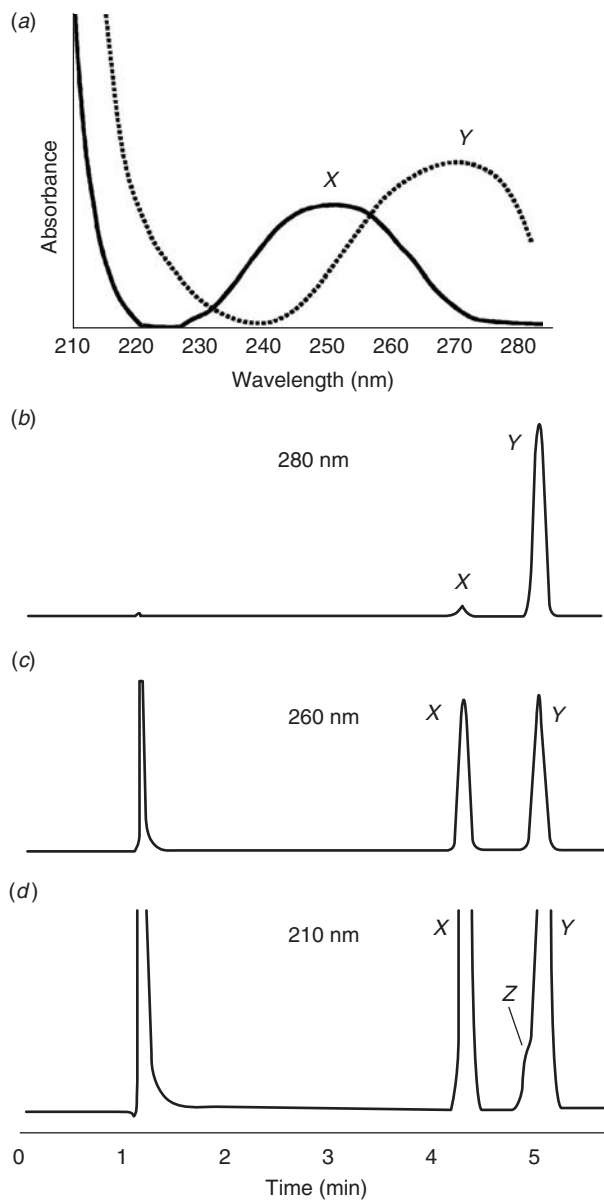 (a)
Absorbance
X
Y
210 220 230 240 250 260 270 280
Wavelength (nm)
(b)
280 nm
X
Y
(c)
260 nm
X
Y
(d)
210 nm
X
Y
Z
0 1 2 3 4 5
Time (min)